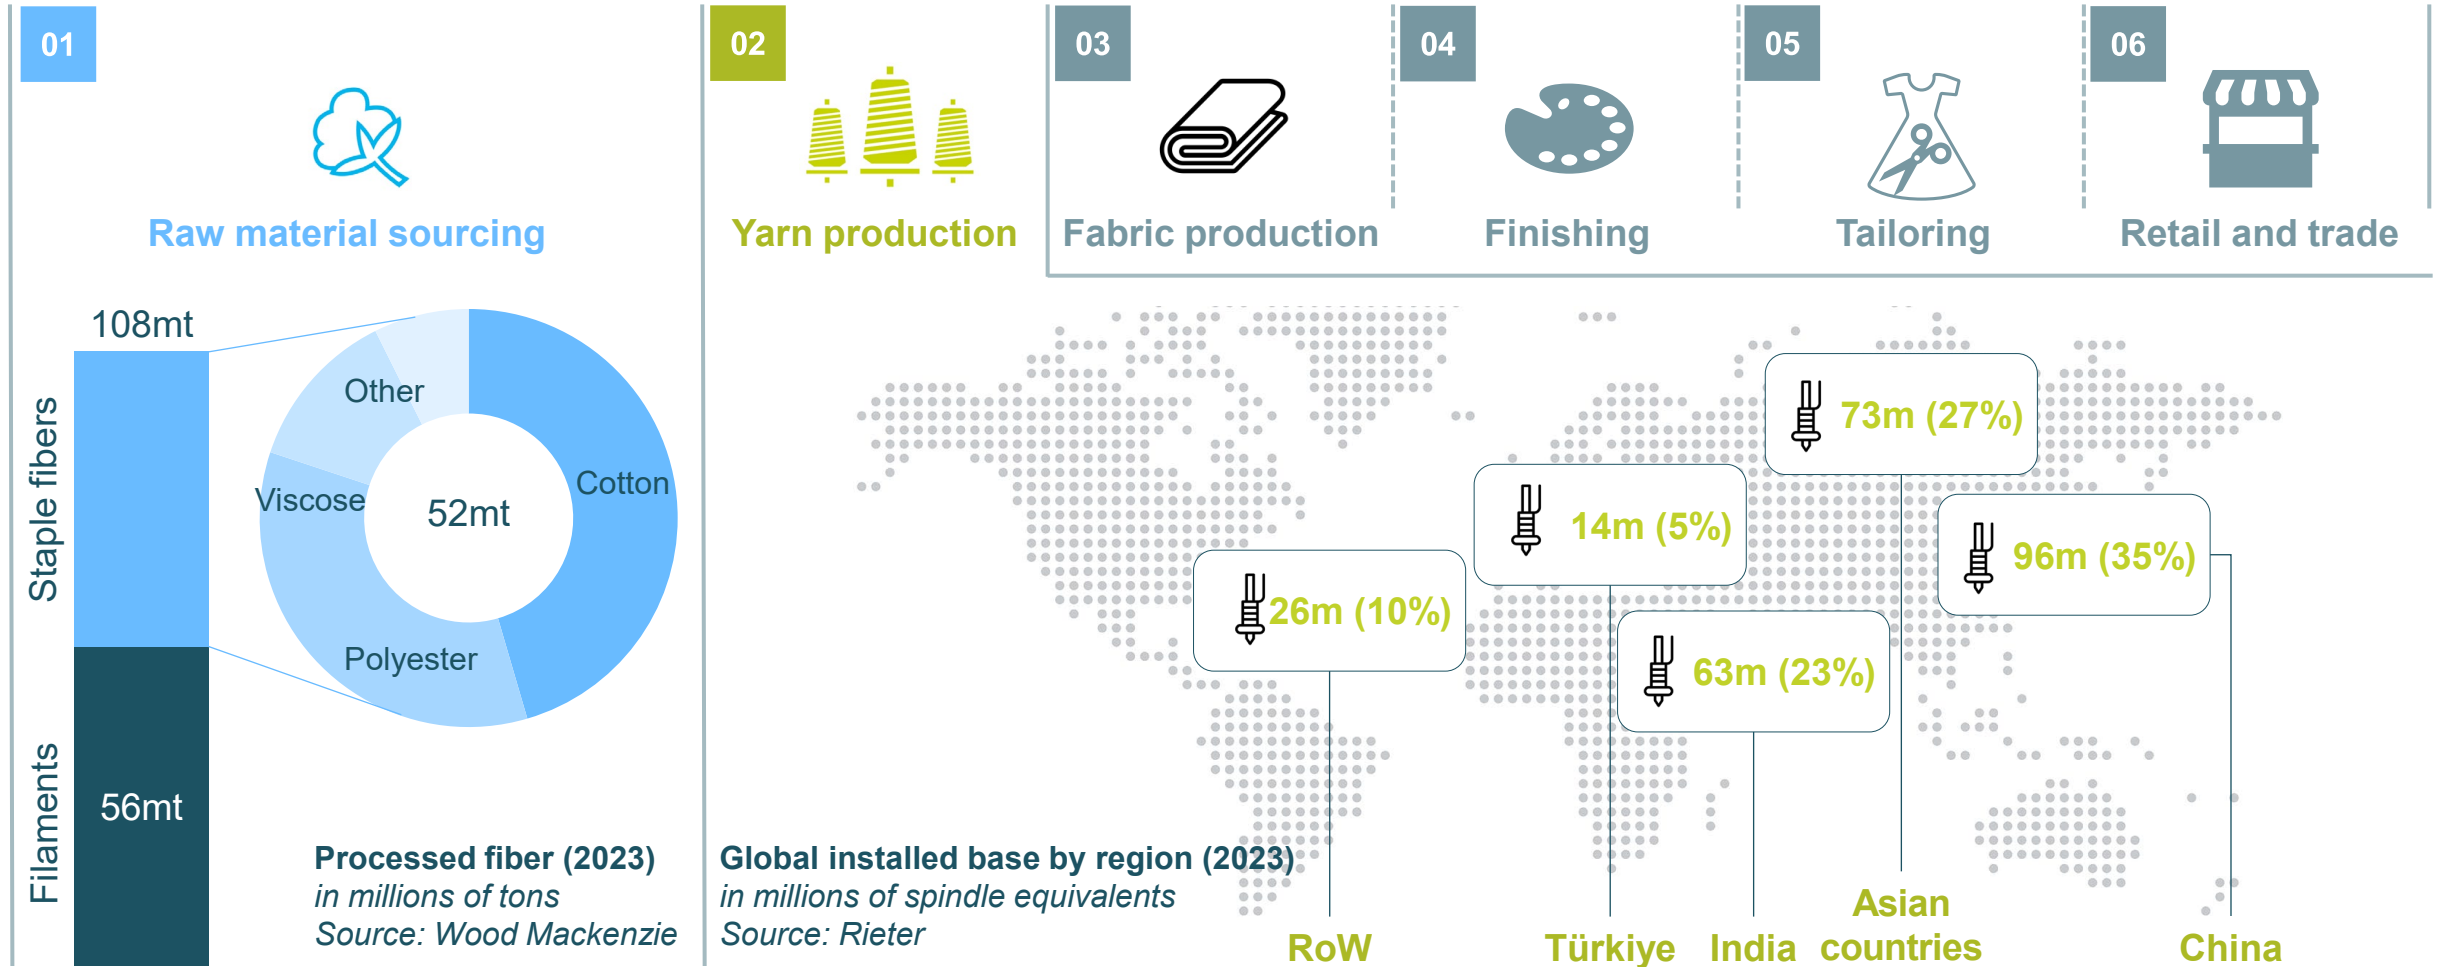 01
Raw material sourcing
02
Yarn production
03
Fabric production
04
Finishing
05
Tailoring
06
Retail and trade
108mt
Staple fibers
Filaments
56mt
Other
Cotton
Viscose
52mt
Polyester
Processed fiber (2023)
in millions of tons
Source: Wood Mackenzie
73m (27%)
14m (5%)
96m (35%)
26m (10%)
63m (23%)
Global installed base by region (2023)
in millions of spindle equivalents
Source: Rieter
RoW
Türkiye
India
Asian
countries
China